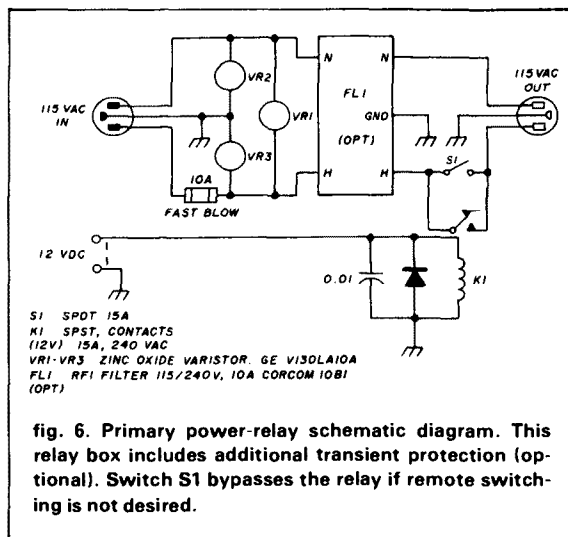 115 VAC
IN
VR2
VR1
VR3
10A
FAST BLOW
N
N
FL1
GND
(OPT)
H
H
115VAC
OUT
S1
12 VDC
0.01
K1
S1 SPDT 15A
K1 SPST, CONTACTS
(12V) 15A, 240 VAC
VR1-VR3 ZINC OXIDE VARISTOR. GE V130LA10A
FL1 RFI FILTER 115/240V, 10A CORCOM 10B1
(OPT)
fig. 6. Primary power-relay schematic diagram. This
relay box includes additional transient protection (op-
tional). Switch S1 bypasses the relay if remote switch-
ing is not desired.